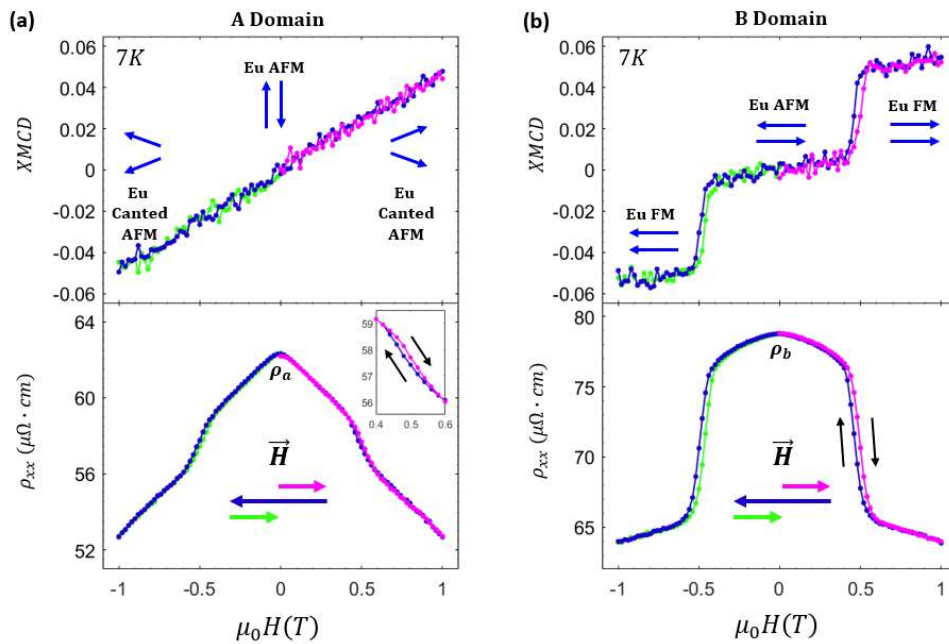 (a)
A Domain
0.06
0.04
0.02
0
-0.02
-0.04
-0.06
XMCD
7K
Eu AFM
Eu
Canted
AFM
Eu
Canted
AFM
64
60
56
52
ρxx (μΩ · cm)
ρa
59
58
57
56
0.4 0.5 0.6
H
-1 -0.5 0 0.5 1
μ0H(T)
(b)
B Domain
0.06
0.04
0.02
0
-0.02
-0.04
-0.06
XMCD
7K
Eu AFM
Eu FM
Eu FM
80
75
70
65
ρxx (μΩ · cm)
ρb
H
-1 -0.5 0 0.5 1
μ0H(T)